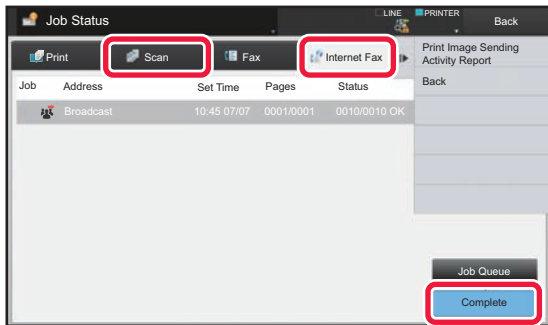 Job Status
LINE
PRINTER
Back
Print
Scan
Fax
Internet Fax
Print Image Sending
Activity Report
Back
Job Address Set Time Pages Status
Broadcast 10:45 07/07 0001/0001 0010/0010 OK
Job Queue
Complete